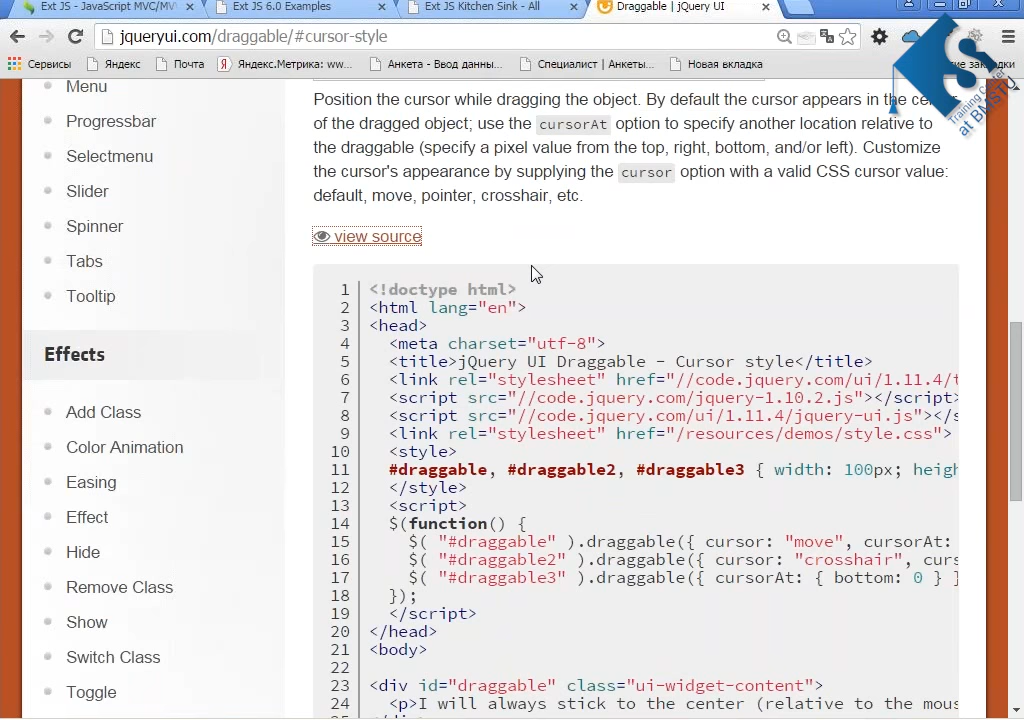 Ext JS - JavaScript MVC/MV
Ext JS 6.0 Examples
Ext JS Kitchen Sink - All
Draggable | jQuery UI
jqueryui.com/draggable/#cursor-style
Сервисы
Яндекс
Почта
Яндекс.Метрика: ww...
Анкета - Ввод данны...
Специалист | Анкеты...
Новая вкладка
Training Center
at BMSTU
Menu
Progressbar
Selectmenu
Slider
Spinner
Tabs
Tooltip
Effects
Add Class
Color Animation
Easing
Effect
Hide
Remove Class
Show
Switch Class
Toggle
Position the cursor while dragging the object. By default the cursor appears in the
of the dragged object; use the cursorAt option to specify another location relative to
the draggable (specify a pixel value from the top, right, bottom, and/or left). Customize
the cursor's appearance by supplying the cursor option with a valid CSS cursor value:
default, move, pointer, crosshair, etc.
view source
1 <!doctype html>
2 <html lang="en">
3 <head>
4 <meta charset="utf-8">
5 <title>jQuery UI Draggable - Cursor style</title>
6 <link rel="stylesheet" href="//code.jquery.com/ui/1.11.4/t
7 <script src="//code.jquery.com/jquery-1.10.2.js"></script>
8 <script src="//code.jquery.com/ui/1.11.4/jquery-ui.js"></s
9 <link rel="stylesheet" href="/resources/demos/style.css">
10 <style>
11 #draggable, #draggable2, #draggable3 { width: 100px; heigh
12 </style>
13 <script>
14 $(function() {
15 $( "#draggable" ).draggable({ cursor: "move", cursorAt:
16 $( "#draggable2" ).draggable({ cursor: "crosshair", curs
17 $( "#draggable3" ).draggable({ cursorAt: { bottom: 0 } }
18 });
19 </script>
20 </head>
21 <body>
22
23 <div id="draggable" class="ui-widget-content">
24 <p>I will always stick to the center (relative to the mous